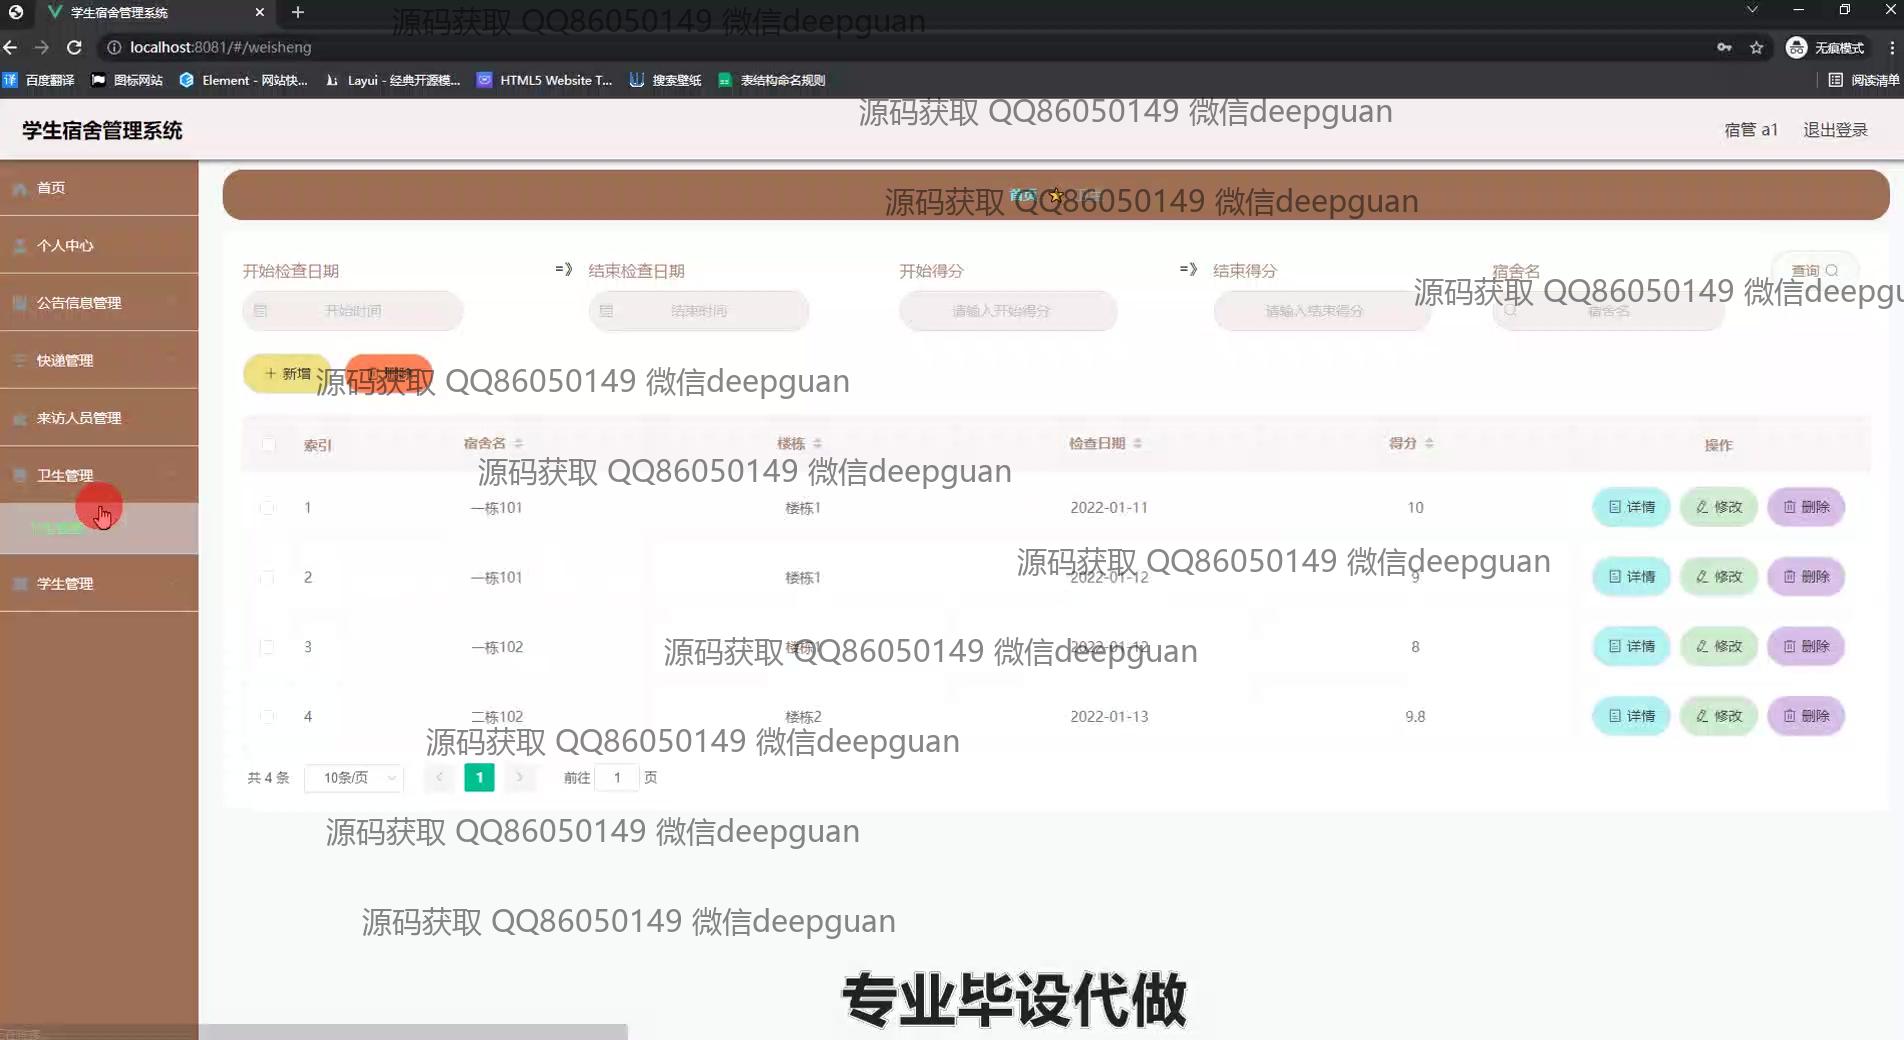 学生宿舍管理系统
localhost:8081/#/weisheng
无痕模式
百度翻译 图标网站 Element - 网站快... Layui - 经典开源模... HTML5 Website T... 搜索壁纸 表结构命名规则 阅读清单
源码获取 QQ86050149 微信deepguan
源码获取 QQ86050149 微信deepguan
学生宿舍管理系统
宿管 a1 退出登录
首页
个人中心
公告信息管理
快递管理
来访人员管理
卫生管理
学生管理
首页
源码获取 QQ86050149 微信deepguan
开始检查日期 =》 结束检查日期 开始得分 =》 结束得分 宿舍名 查询
源码获取 QQ86050149 微信deepgu
开始时间 结束时间 请输入开始得分 请输入结束得分 宿舍名
+ 新增 删除
源码获取 QQ86050149 微信deepguan
索引 宿舍名 楼栋 检查日期 得分 操作
源码获取 QQ86050149 微信deepguan
1 一栋101 楼栋1 2022-01-11 10 详情 修改 删除
源码获取 QQ86050149 微信deepguan
2 一栋101 楼栋1 2022-01-12 9 详情 修改 删除
源码获取 QQ86050149 微信deepguan
3 一栋102 楼栋1 2022-01-12 8 详情 修改 删除
4 二栋102 楼栋2 2022-01-13 9.8 详情 修改 删除
源码获取 QQ86050149 微信deepguan
共 4 条 10条/页 < 1 > 前往 1 页
源码获取 QQ86050149 微信deepguan
源码获取 QQ86050149 微信deepguan
专业毕设代做